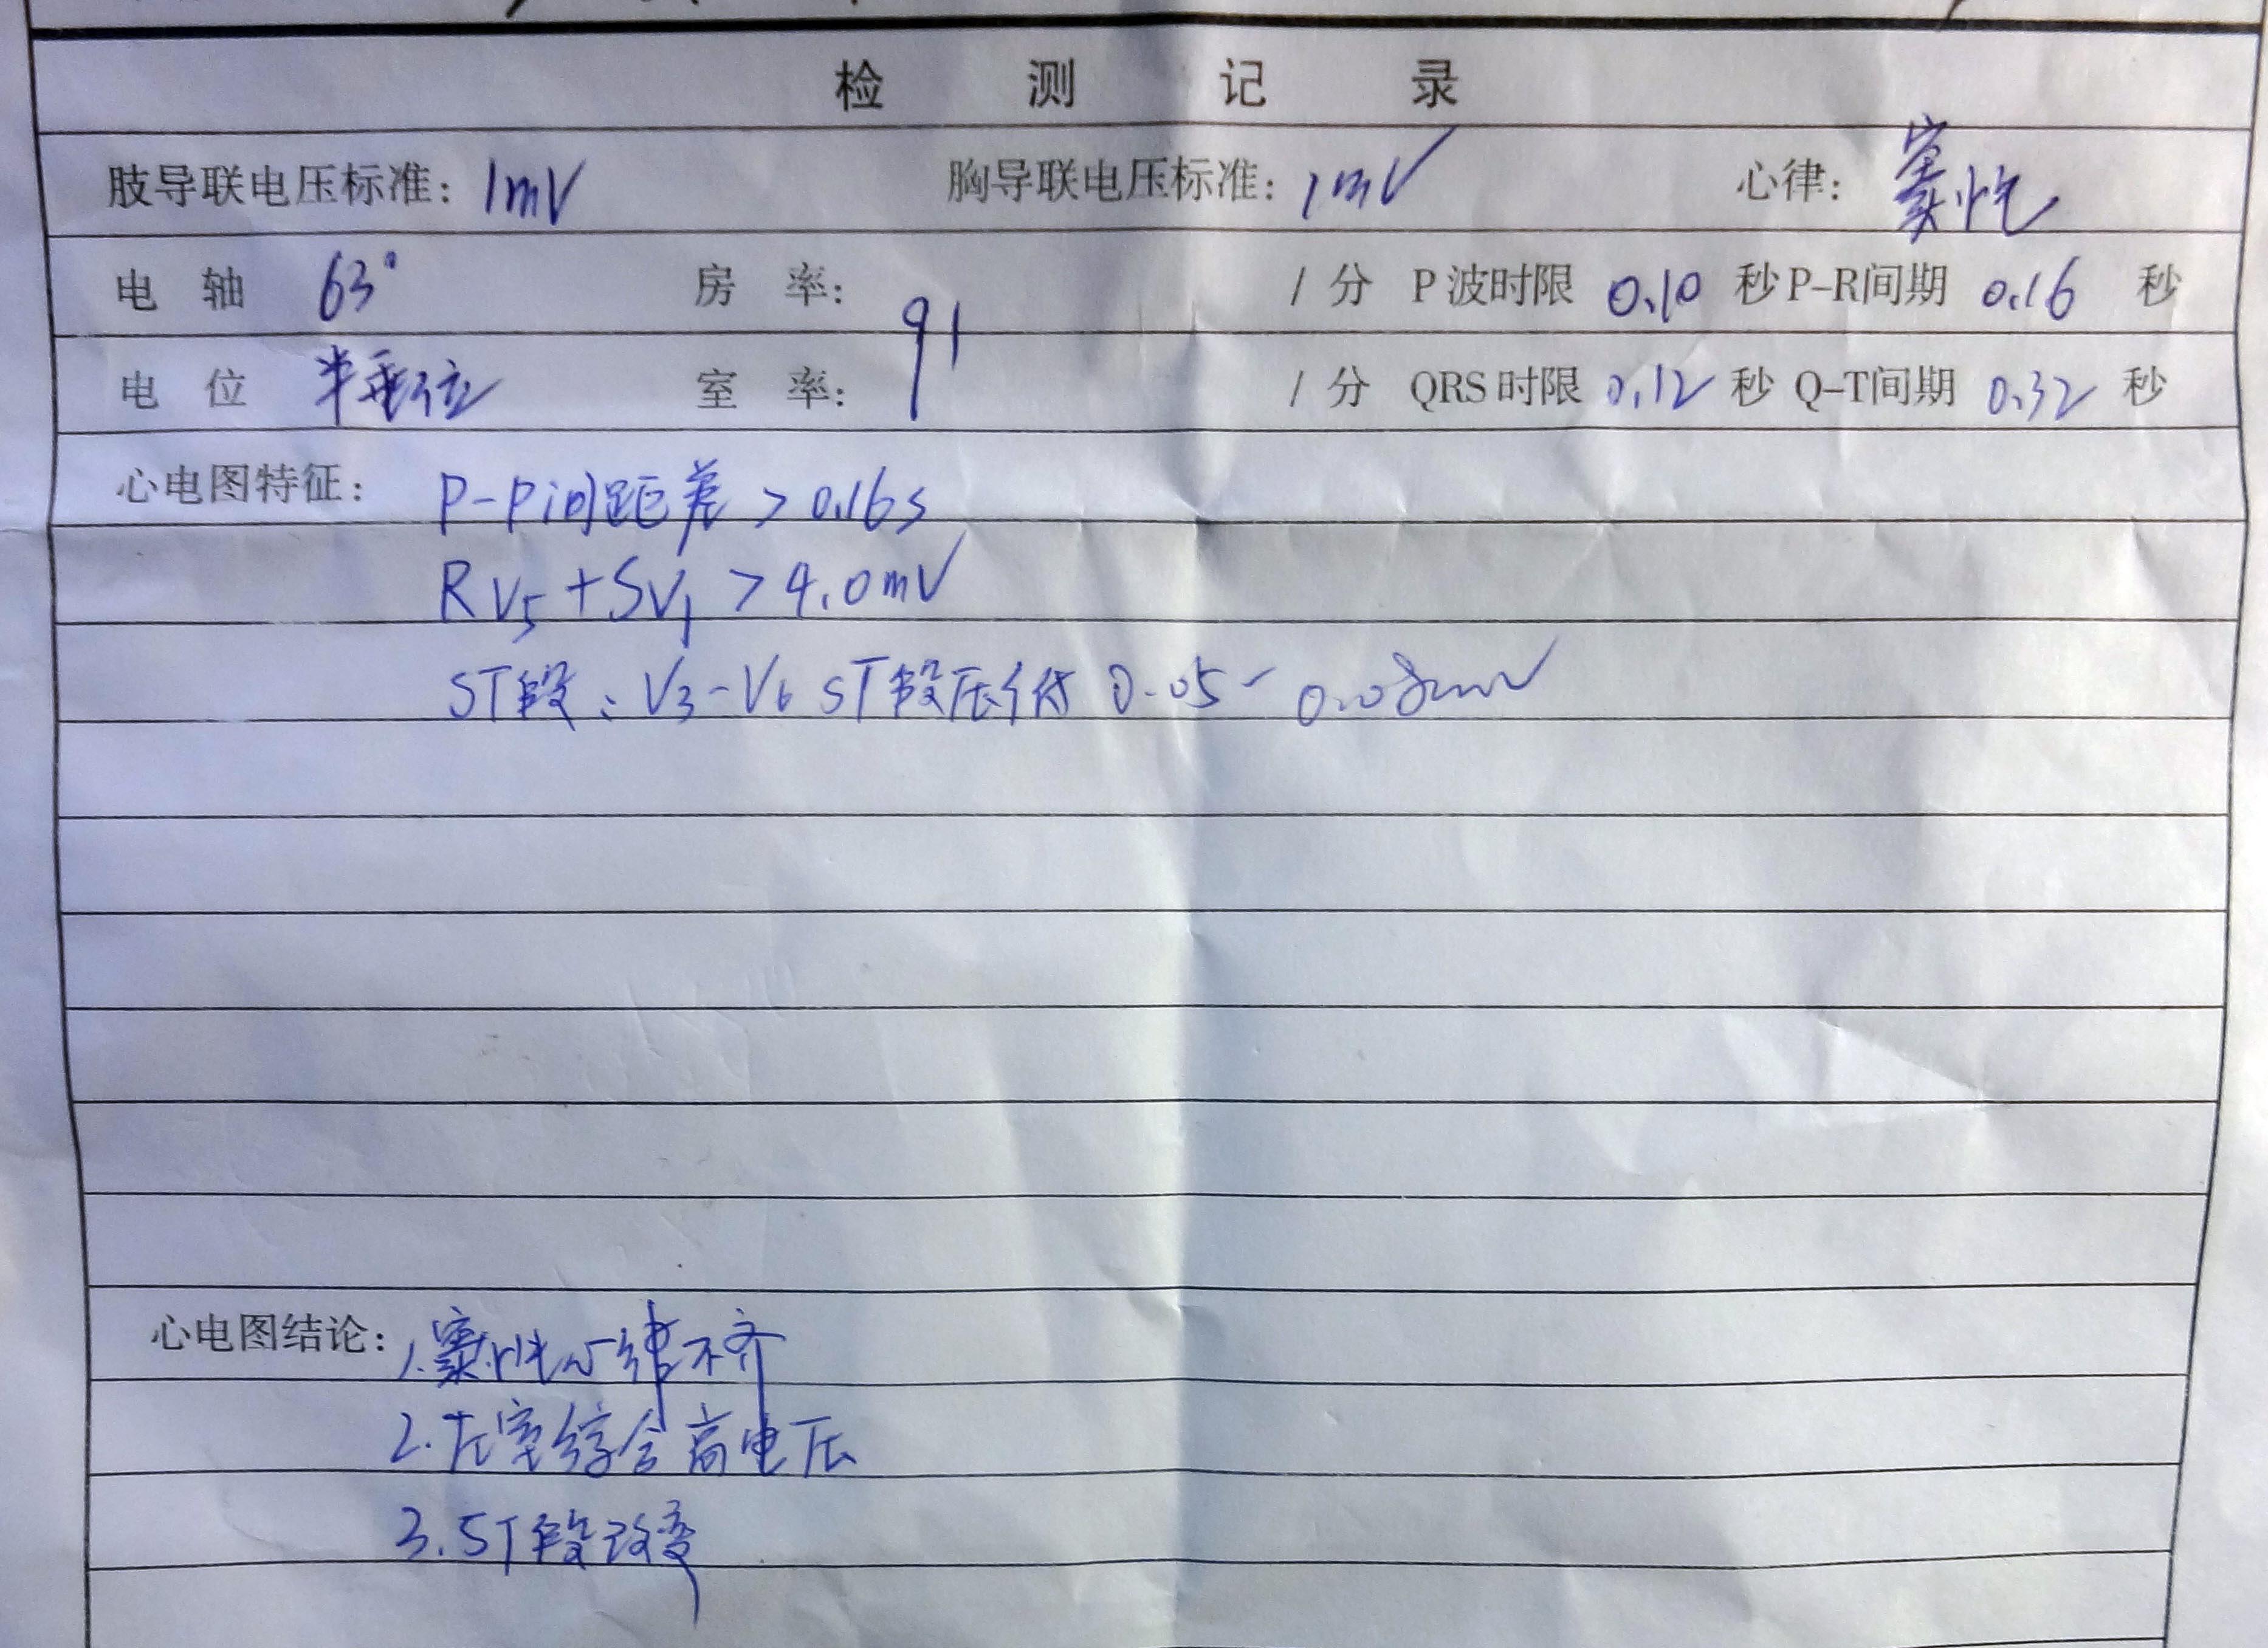 检测记录
肢导联电压标准：1mV 胸导联电压标准：1mV 心律：窦性
电轴 63° 房率： /分 P波时限 0.10 秒 P-R间期 0.16 秒
91
电位 半垂位 室率： /分 QRS时限 0.12 秒 Q-T间期 0.32 秒
心电图特征： P-P间距差>0.16s
RV5+SV1>4.0mV
ST段：V3-V6 ST段压低 0.05-0.08mV
心电图结论：1.窦性心律不齐
2.左室综合高电压
3.ST段改变